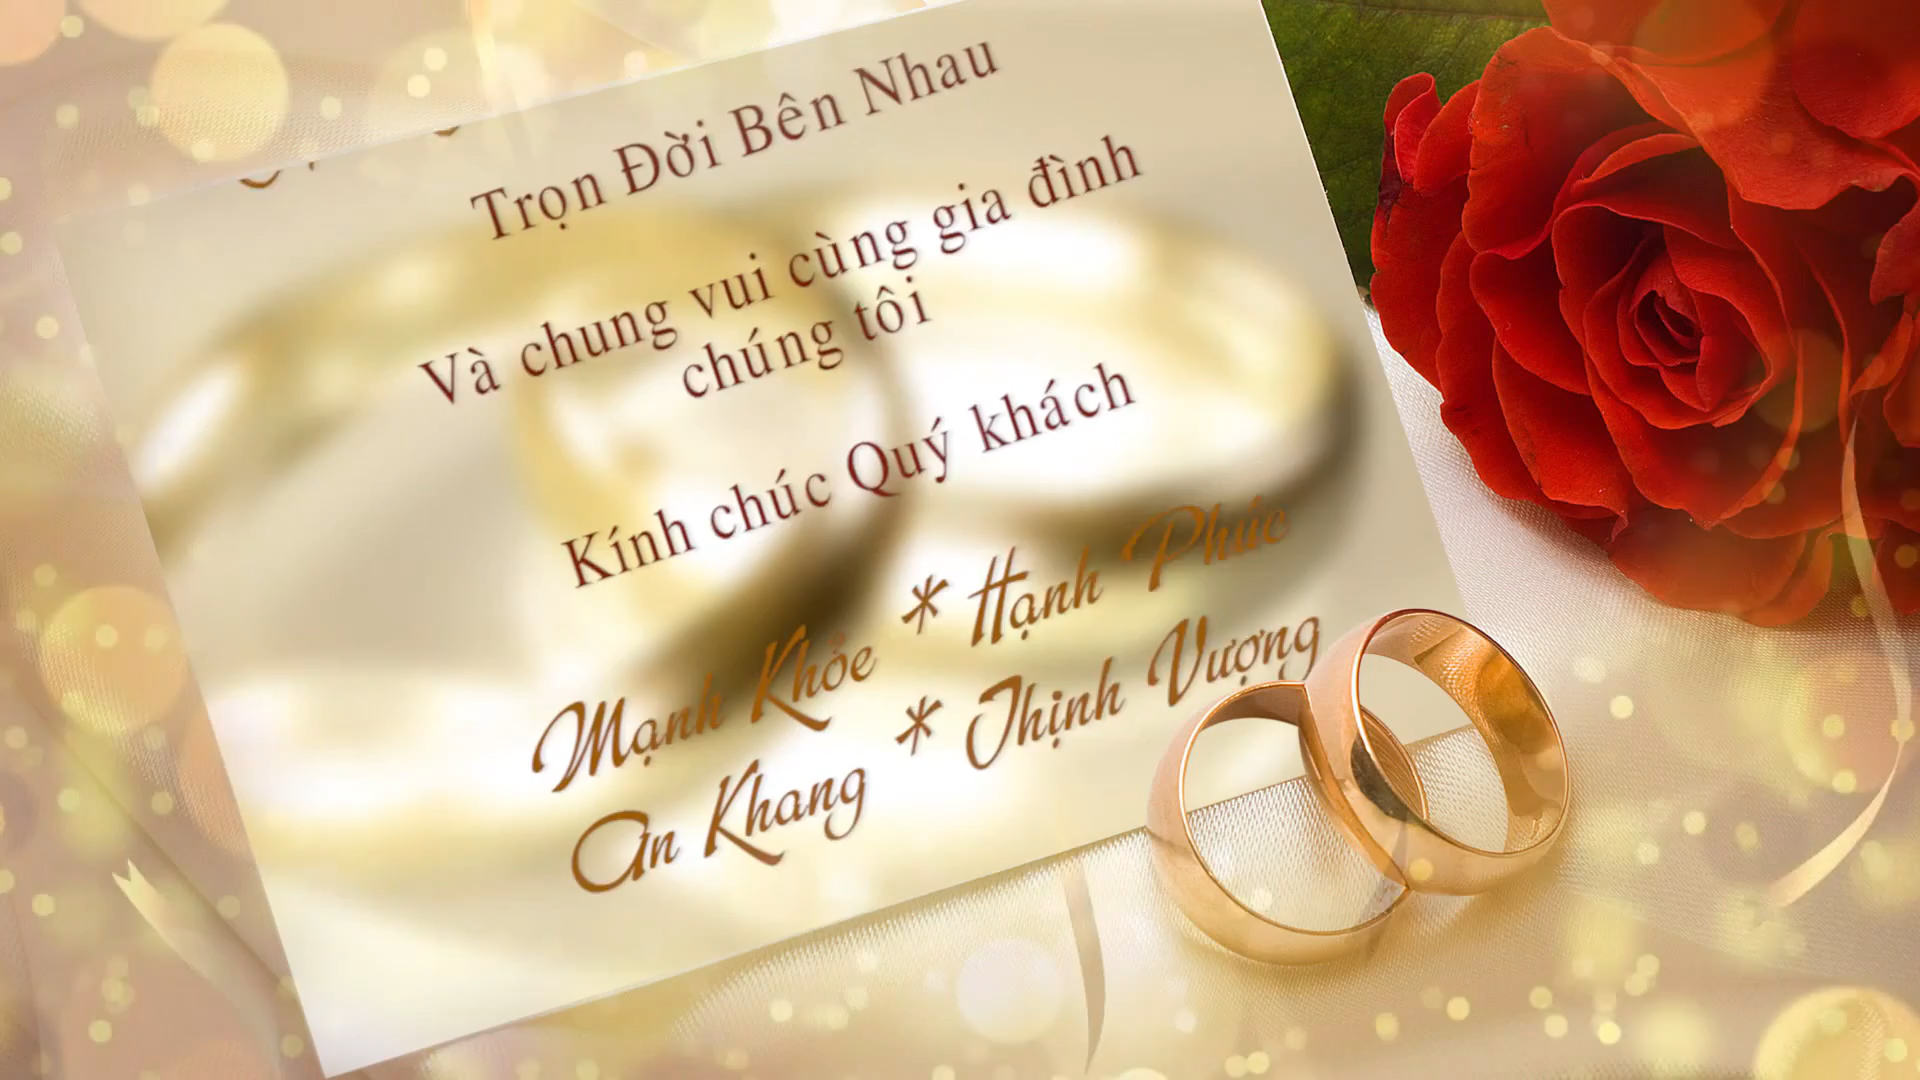 Trọn Đời Bên Nhau
Và chung vui cùng gia đình
chúng tôi
Kính chúc Quý khách
Mạnh Khỏe * Hạnh Phúc
An Khang * Thịnh Vượng